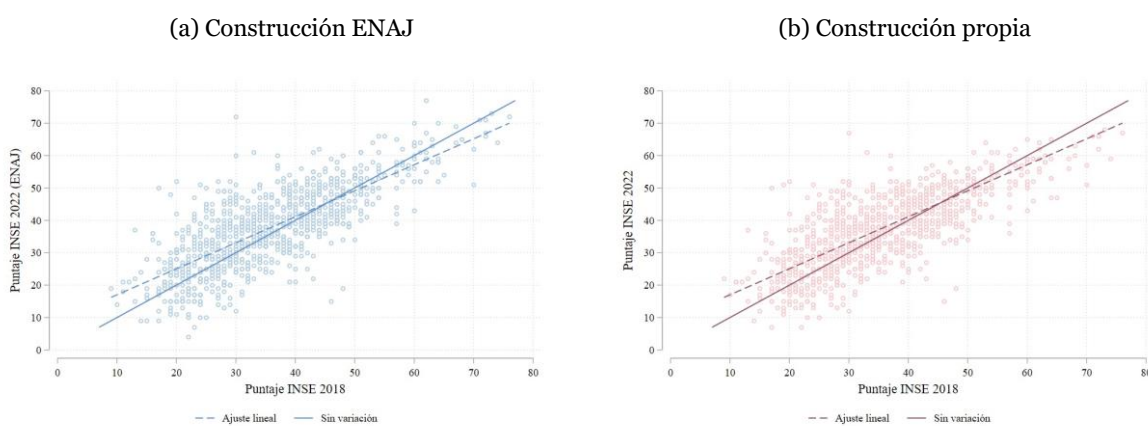 (a) Construcción ENAJ
80
70
60
50
40
30
20
10
0
Puntaje INSE 2022 (ENAJ)
0 10 20 30 40 50 60 70 80
Puntaje INSE 2018
Ajuste lineal Sin variación
(b) Construcción propia
80
70
60
50
40
30
20
10
0
Puntaje INSE 2022
0 10 20 30 40 50 60 70 80
Puntaje INSE 2018
Ajuste lineal Sin variación